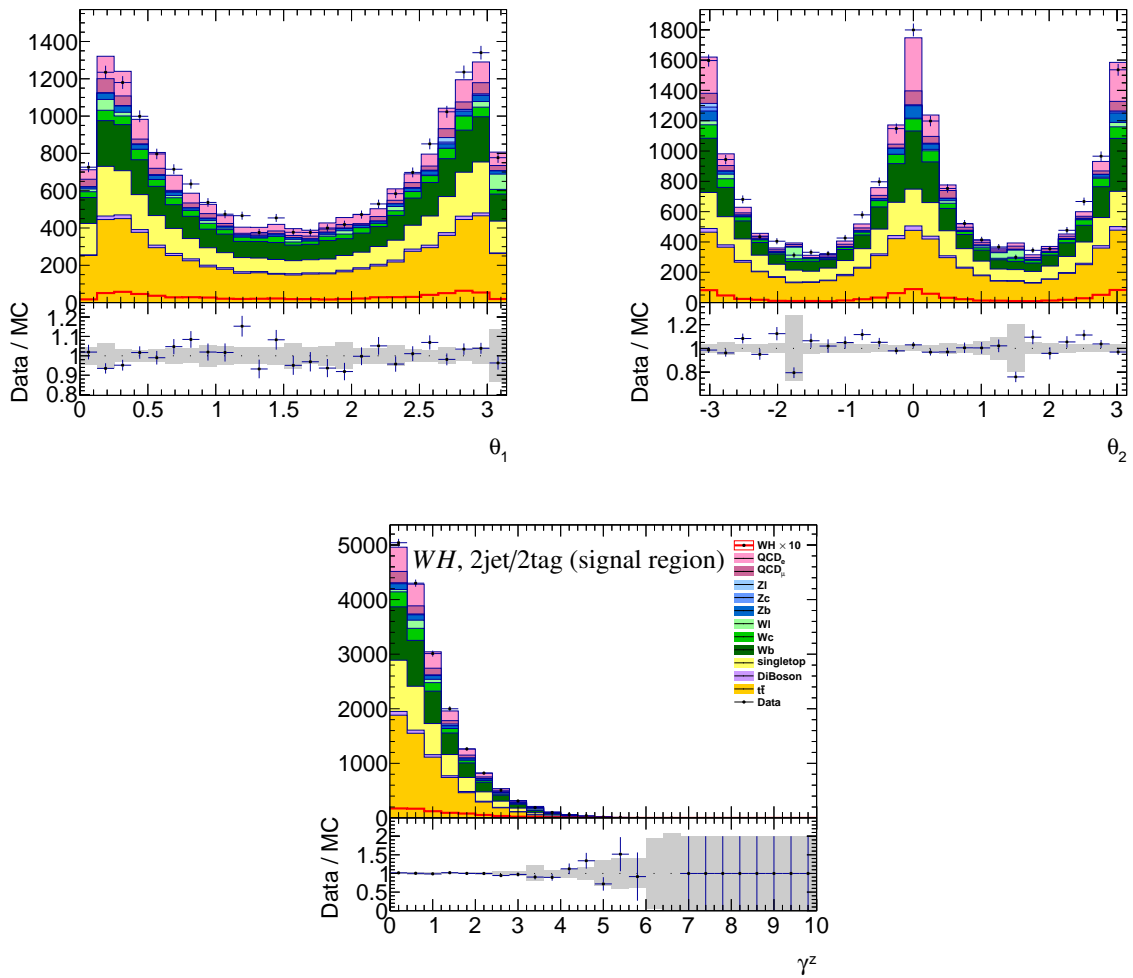 1400
1200
1000
800
600
400
200
0
Data / MC
1.2
1.1
1
0.9
0.8
0 0.5 1 1.5 2 2.5 3
θ1
1800
1600
1400
1200
1000
800
600
400
200
0
Data / MC
1.2
1
0.8
-3 -2 -1 0 1 2 3
θ2
5000
4000
3000
2000
1000
0
WH, 2jet/2tag (signal region)
WH × 10
QCDe
QCDμ
Zl
Zc
Zb
Wl
Wc
Wb
singletop
DiBoson
tt̄
Data
Data / MC
2
1.5
1
0.5
0
0 1 2 3 4 5 6 7 8 9 10
γz